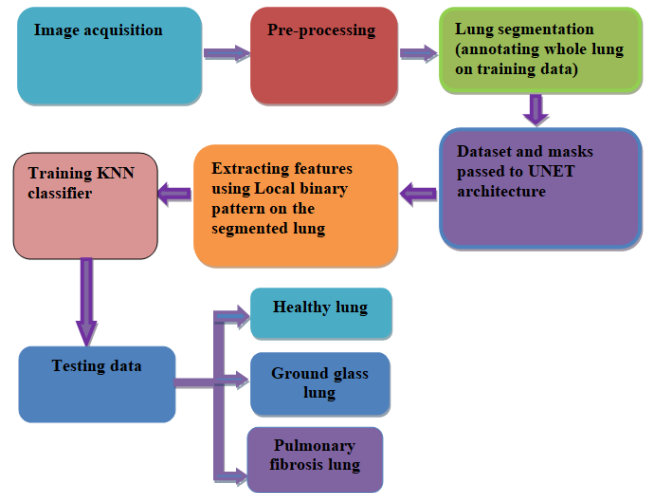 Image acquisition
Pre-processing
Lung segmentation
(annotating whole lung
on training data)
Dataset and masks
passed to UNET
architecture
Extracting features
using Local binary
pattern on the
segmented lung
Training KNN
classifier
Testing data
Healthy lung
Ground glass
lung
Pulmonary
fibrosis lung